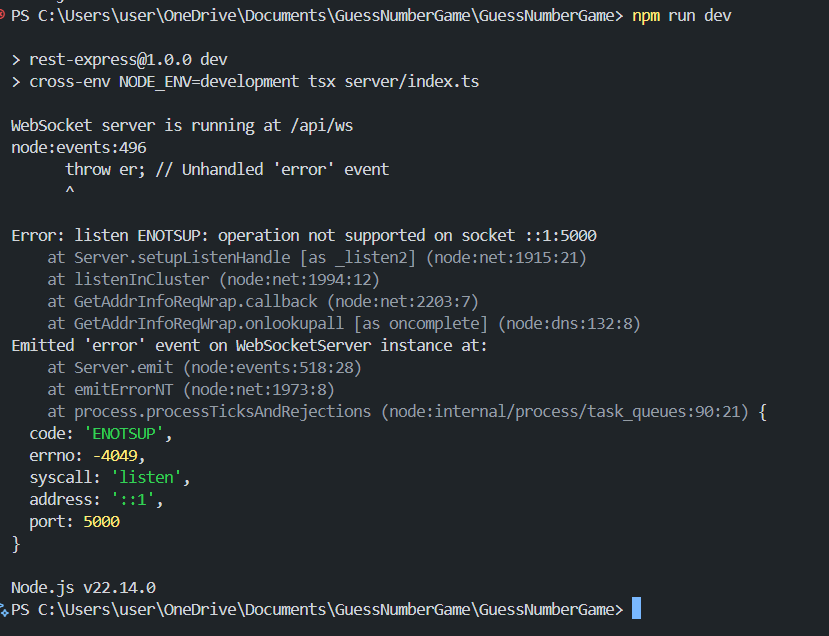 PS C:\Users\user\OneDrive\Documents\GuessNumberGame\GuessNumberGame> npm run dev
> rest-express@1.0.0 dev
> cross-env NODE_ENV=development tsx server/index.ts
WebSocket server is running at /api/ws
node:events:496
      throw er; // Unhandled 'error' event
      ^
Error: listen ENOTSUP: operation not supported on socket ::1:5000
    at Server.setupListenHandle [as _listen2] (node:net:1915:21)
    at listenInCluster (node:net:1994:12)
    at GetAddrInfoReqWrap.callback (node:net:2203:7)
    at GetAddrInfoReqWrap.onlookupall [as oncomplete] (node:dns:132:8)
Emitted 'error' event on WebSocketServer instance at:
    at Server.emit (node:events:518:28)
    at emitErrorNT (node:net:1973:8)
    at process.processTicksAndRejections (node:internal/process/task_queues:90:21) {
  code: 'ENOTSUP',
  errno: -4049,
  syscall: 'listen',
  address: '::1',
  port: 5000
}
Node.js v22.14.0
PS C:\Users\user\OneDrive\Documents\GuessNumberGame\GuessNumberGame>